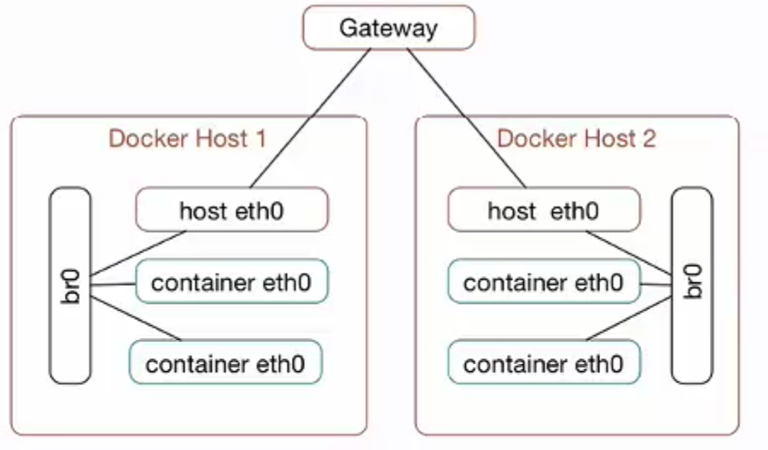 Gateway
Docker Host 1
host eth0
br0
container eth0
container eth0
Docker Host 2
host eth0
container eth0
br0
container eth0